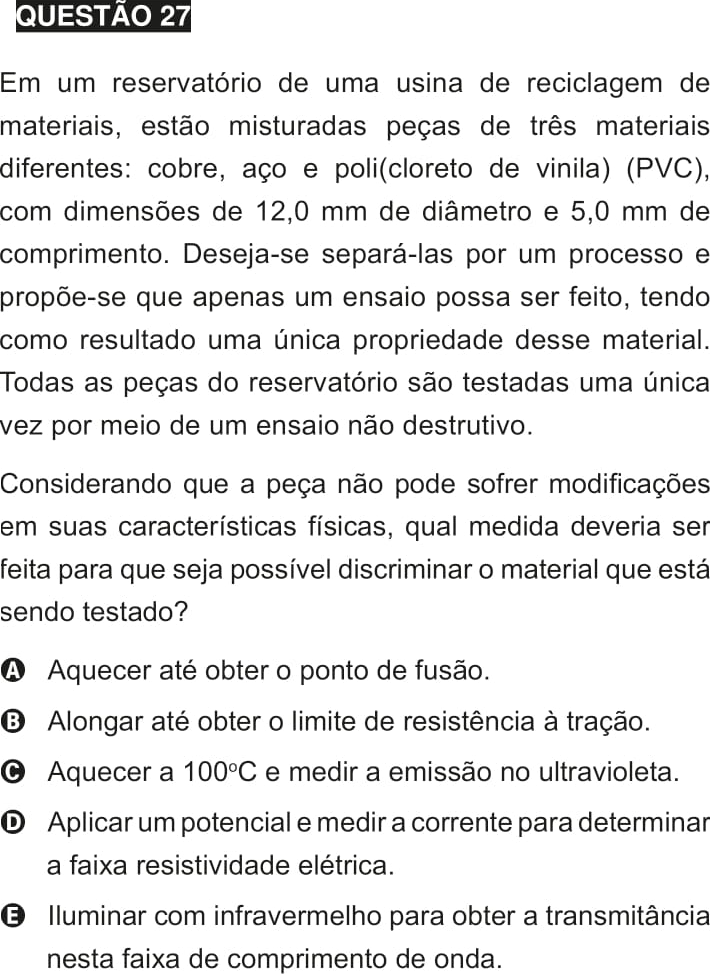 QUESTÃO 27
Em um reservatório de uma usina de reciclagem de
materiais, estão misturadas peças de três materiais
diferentes: cobre, aço e poli(cloreto de vinila) (PVC),
com dimensões de 12,0 mm de diâmetro e 5,0 mm de
comprimento. Deseja-se separá-las por um processo e
propõe-se que apenas um ensaio possa ser feito, tendo
como resultado uma única propriedade desse material.
Todas as peças do reservatório são testadas uma única
vez por meio de um ensaio não destrutivo.
Considerando que a peça não pode sofrer modificações
em suas características físicas, qual medida deveria ser
feita para que seja possível discriminar o material que está
sendo testado?
A Aquecer até obter o ponto de fusão.
B Alongar até obter o limite de resistência à tração.
C Aquecer a 100ºC e medir a emissão no ultravioleta.
D Aplicar um potencial e medir a corrente para determinar
a faixa resistividade elétrica.
E Iluminar com infravermelho para obter a transmitância
nesta faixa de comprimento de onda.